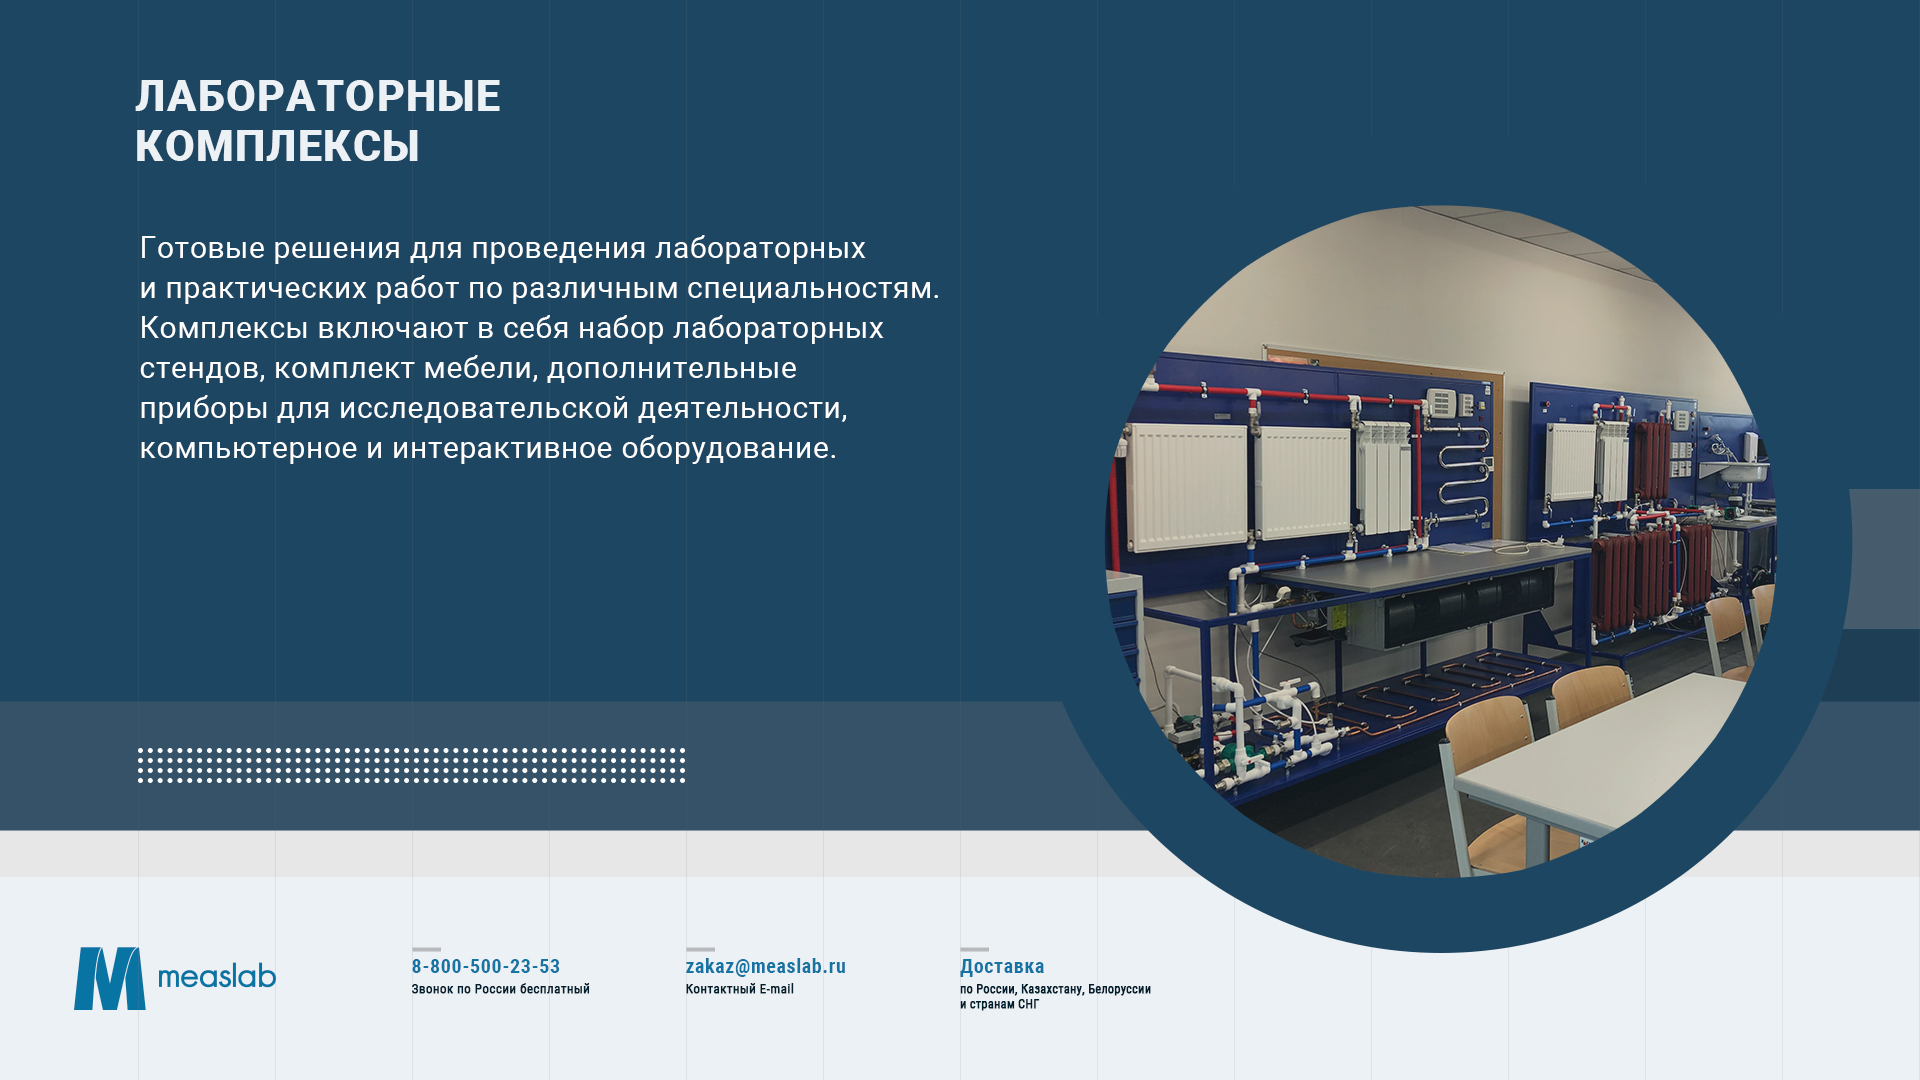 ЛАБОРАТОРНЫЕ
КОМПЛЕКСЫ
Готовые решения для проведения лабораторных
и практических работ по различным специальностям.
Комплексы включают в себя набор лабораторных
стендов, комплект мебели, дополнительные
приборы для исследовательской деятельности,
компьютерное и интерактивное оборудование.
measlab
8-800-500-23-53
Звонок по России бесплатный
zakaz@measlab.ru
Контактный E-mail
Доставка
по России, Казахстану, Белоруссии
и странам СНГ